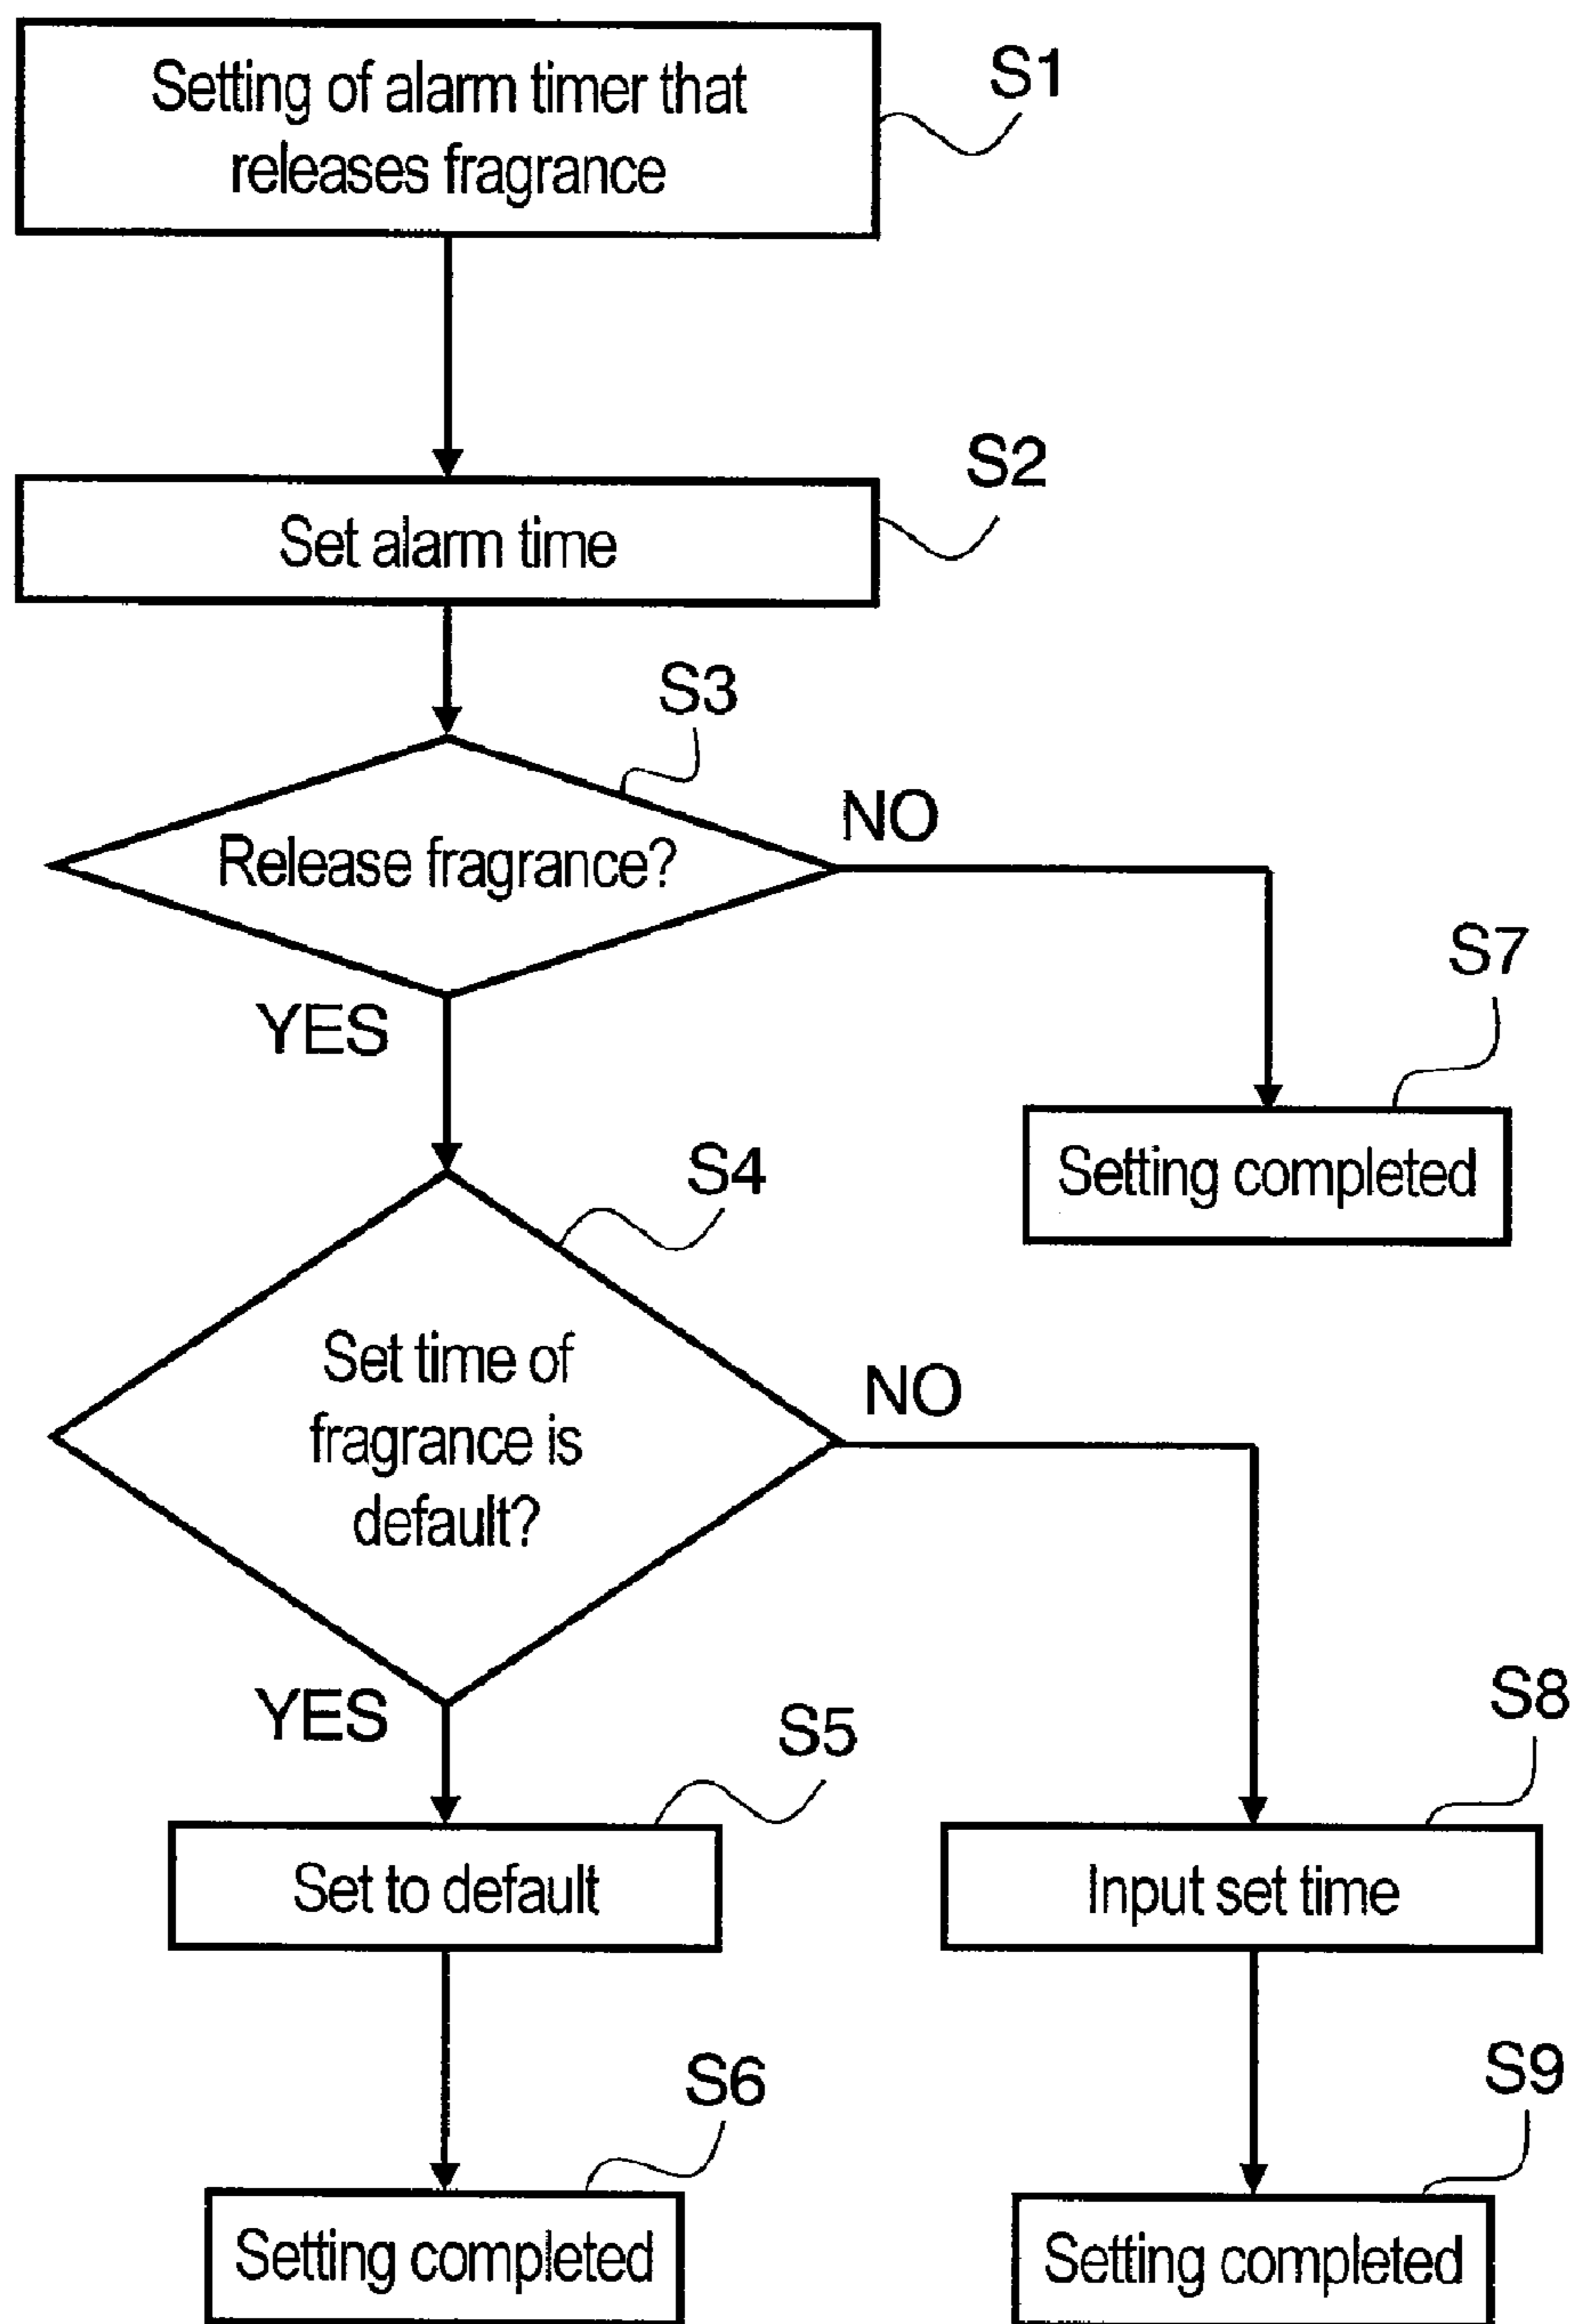 Setting of alarm timer that
releases fragrance
S1
S2
Set alarm time
S3
NO
Release fragrance?
S7
YES
Setting completed
S4
Set time of
fragrance is
default?
NO
YES
S5
S8
Set to default
Input set time
S6
S9
Setting completed
Setting completed